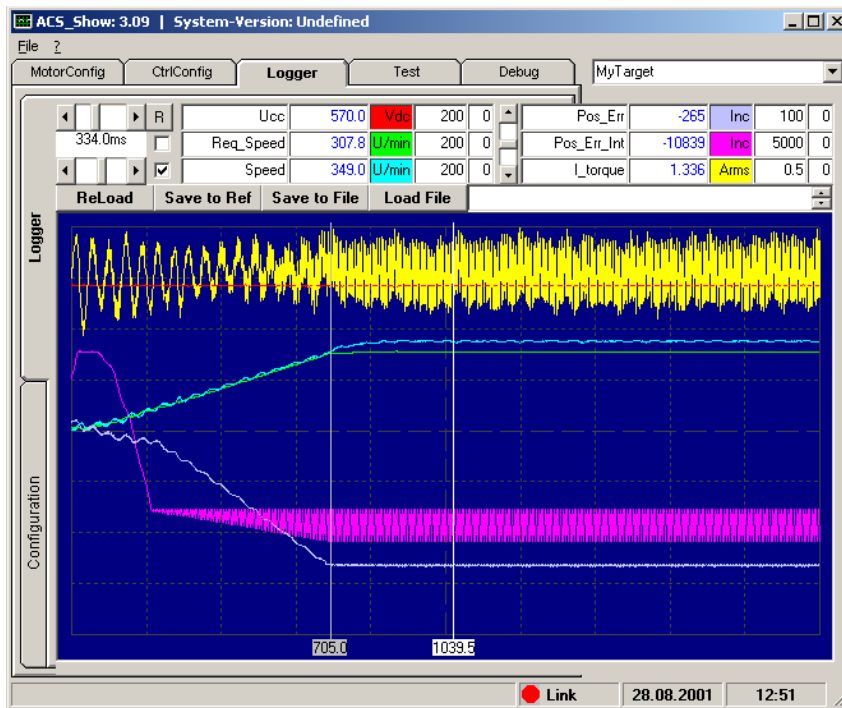 ACS_Show: 3.09 | System-Version: Undefined
File ?
MotorConfig CtrlConfig Logger Test Debug MyTarget
R Ucc 570.0 Vdc 200 0 Pos_Err -265 Inc 100 0
334.0ms Req_Speed 307.8 U/min 200 0 Pos_Err_Int -10839 Inc 5000 0
Speed 349.0 U/min 200 0 I_torque 1.336 Arms 0.5 0
ReLoad Save to Ref Save to File Load File
Logger
Configuration
705.0 1039.5
Link 28.08.2001 12:51